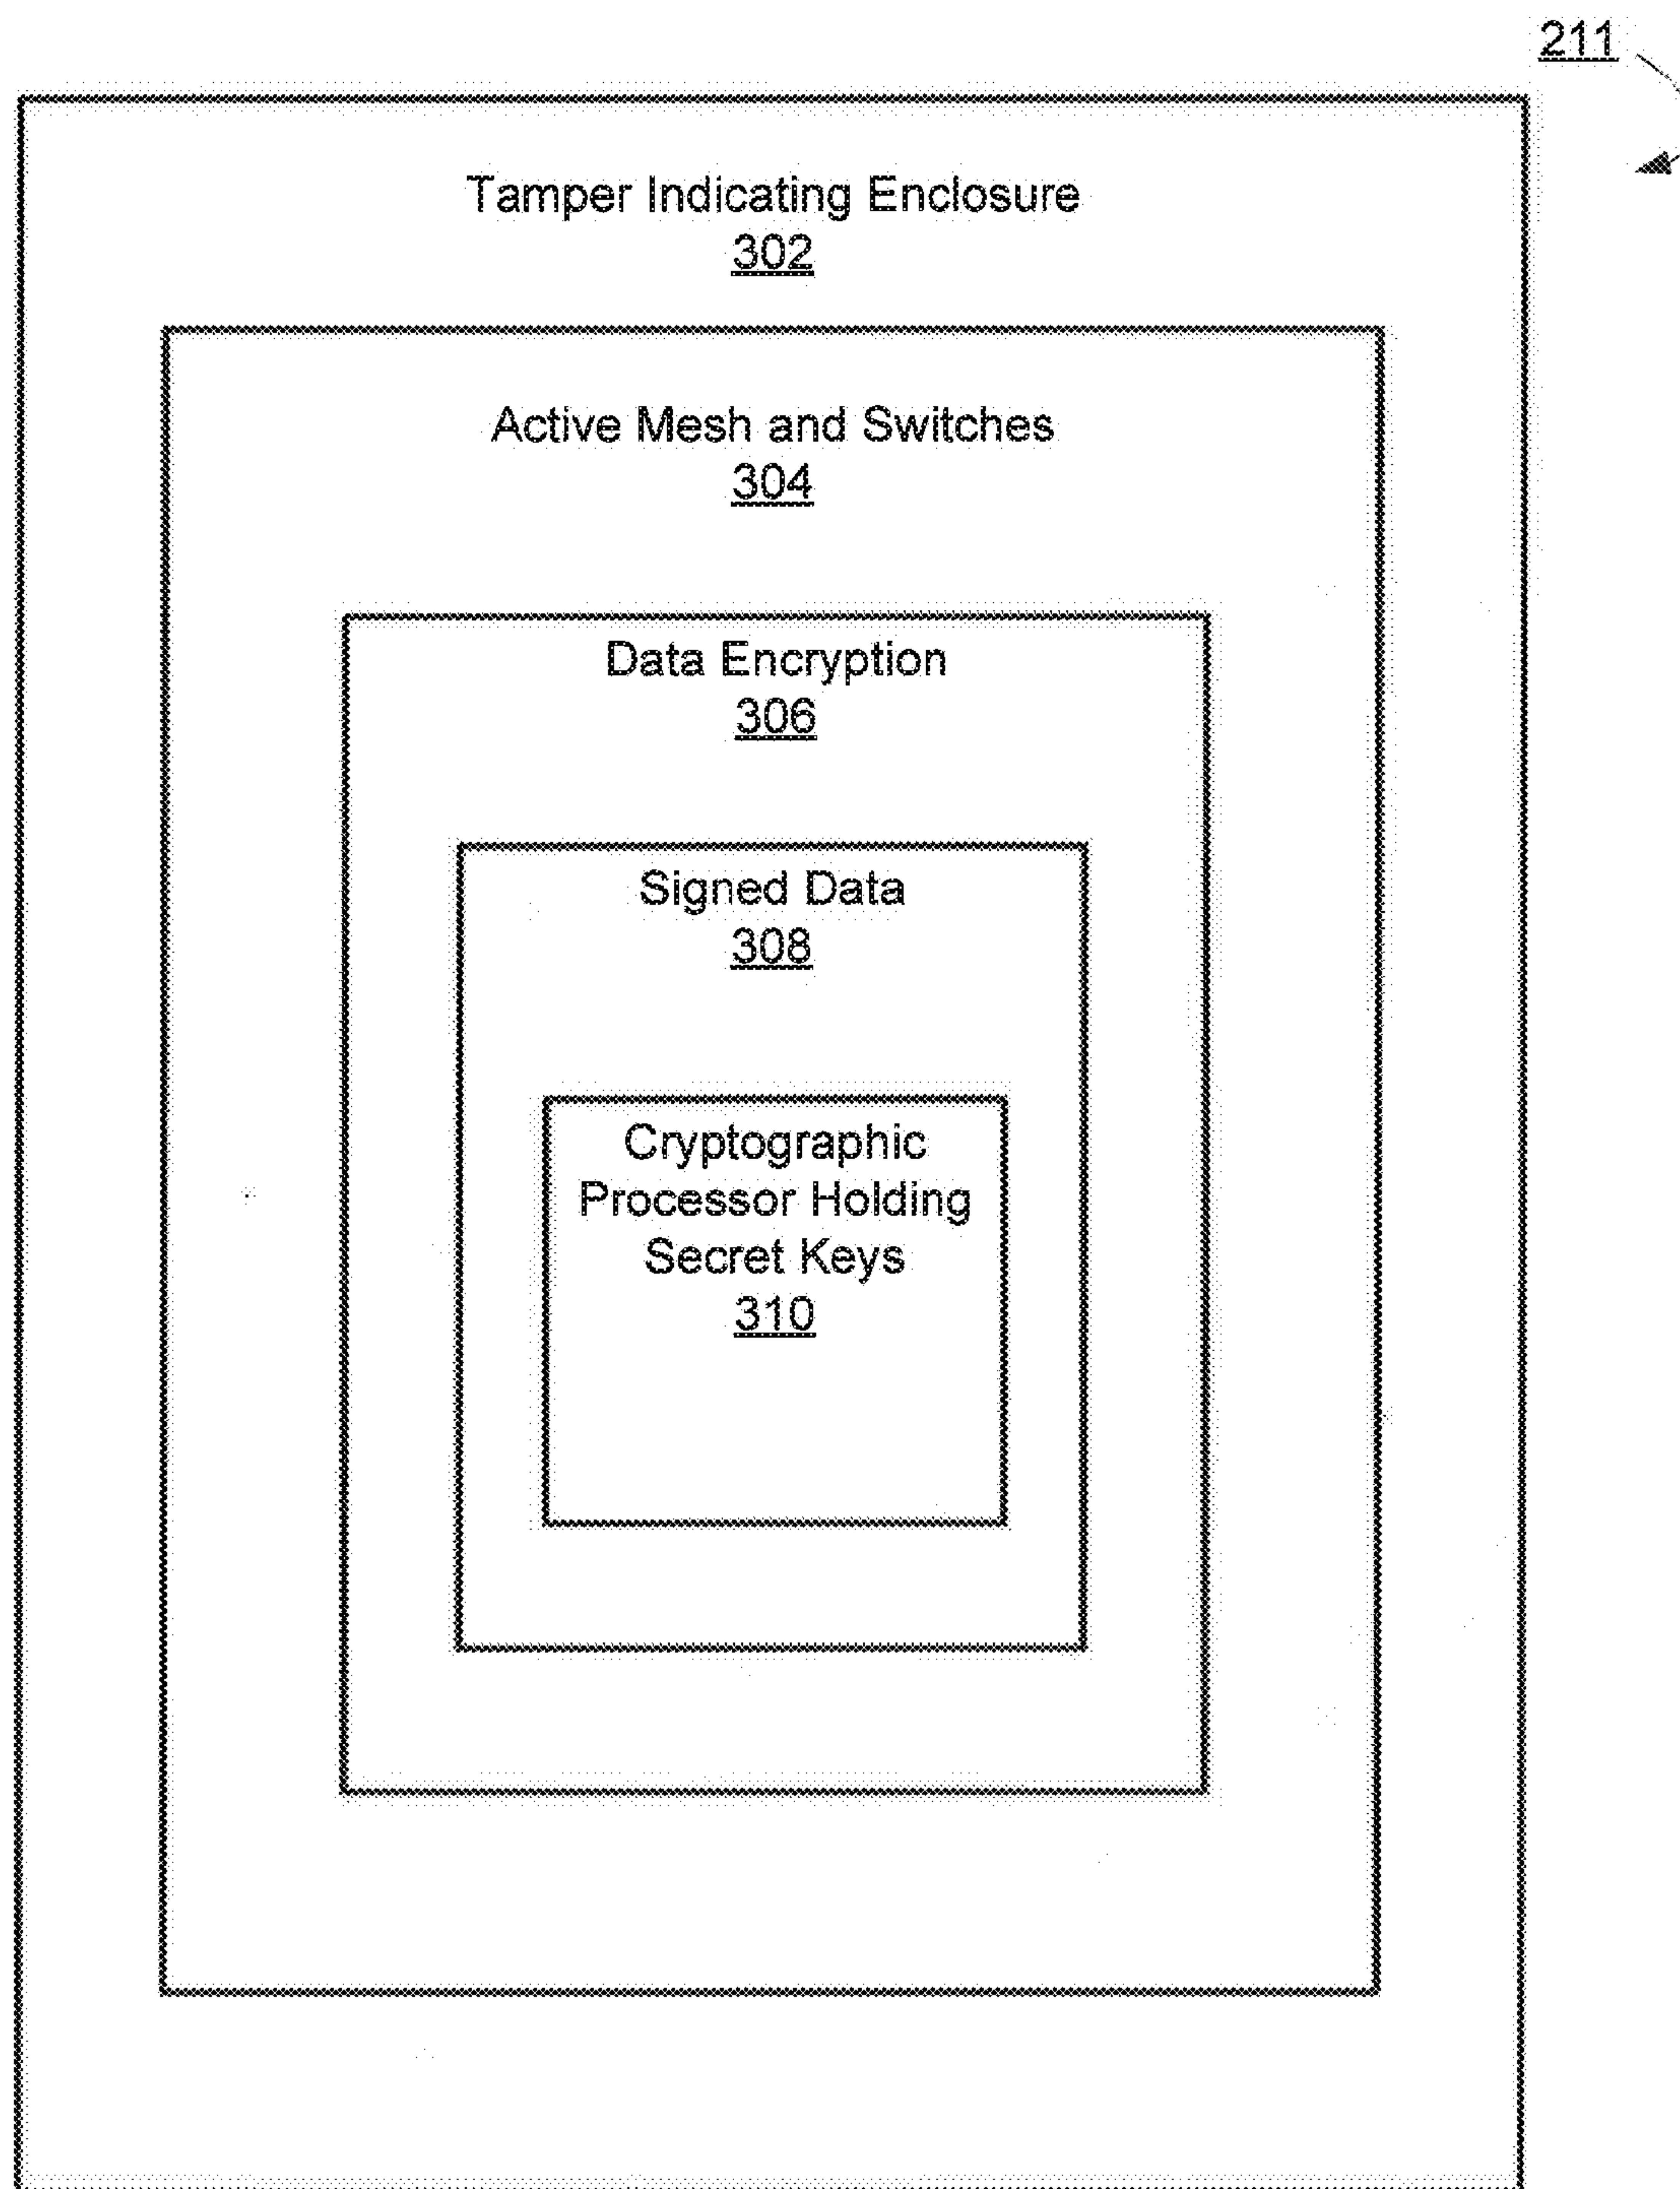 211
Tamper Indicating Enclosure
302
Active Mesh and Switches
304
Data Encryption
306
Signed Data
308
Cryptographic
Processor Holding
Secret Keys
310